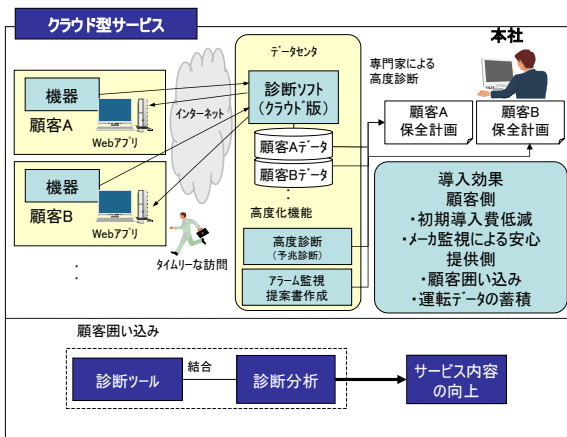 クラウド型サービス
機器
顧客A
Webアプリ
機器
顧客B
Webアプリ
・
・
インターネット
タイムリーな訪問
データセンタ
診断ソフト
(クラウド版)
顧客Aデータ
顧客Bデータ
・
・
高度化機能
高度診断
(予兆診断)
アラーム監視
提案書作成
本社
専門家による
高度診断
顧客A
保全計画
顧客B
保全計画
導入効果
顧客側
・初期導入費低減
・メーカ監視による安心
提供側
・顧客囲い込み
・運転データの蓄積
顧客囲い込み
診断ツール
結合
診断分析
サービス内容
の向上